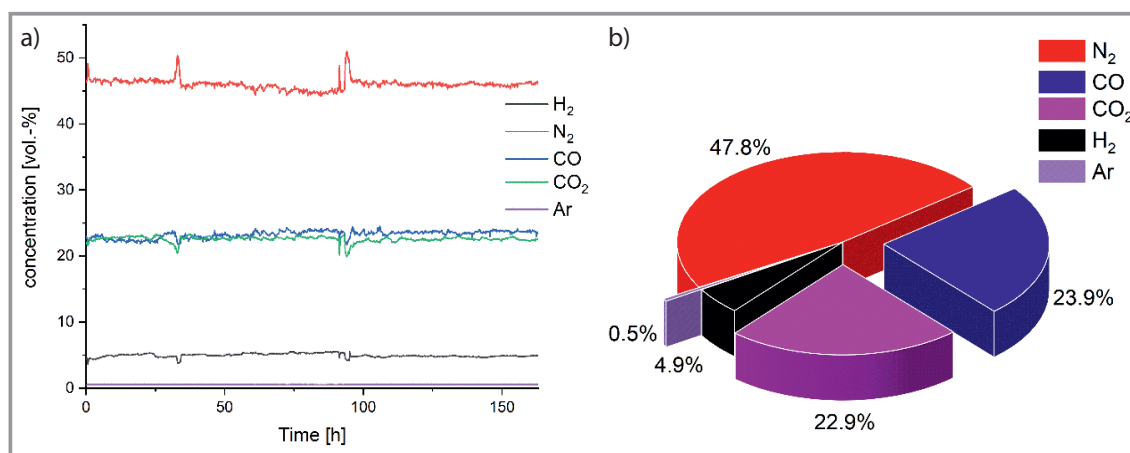 a)
50
40
30
20
10
0
concentration [vol.-%]
0
50
100
150
Time [h]
H₂
N₂
CO
CO₂
Ar
b)
N₂
CO
CO₂
H₂
Ar
47.8%
23.9%
0.5%
4.9%
22.9%